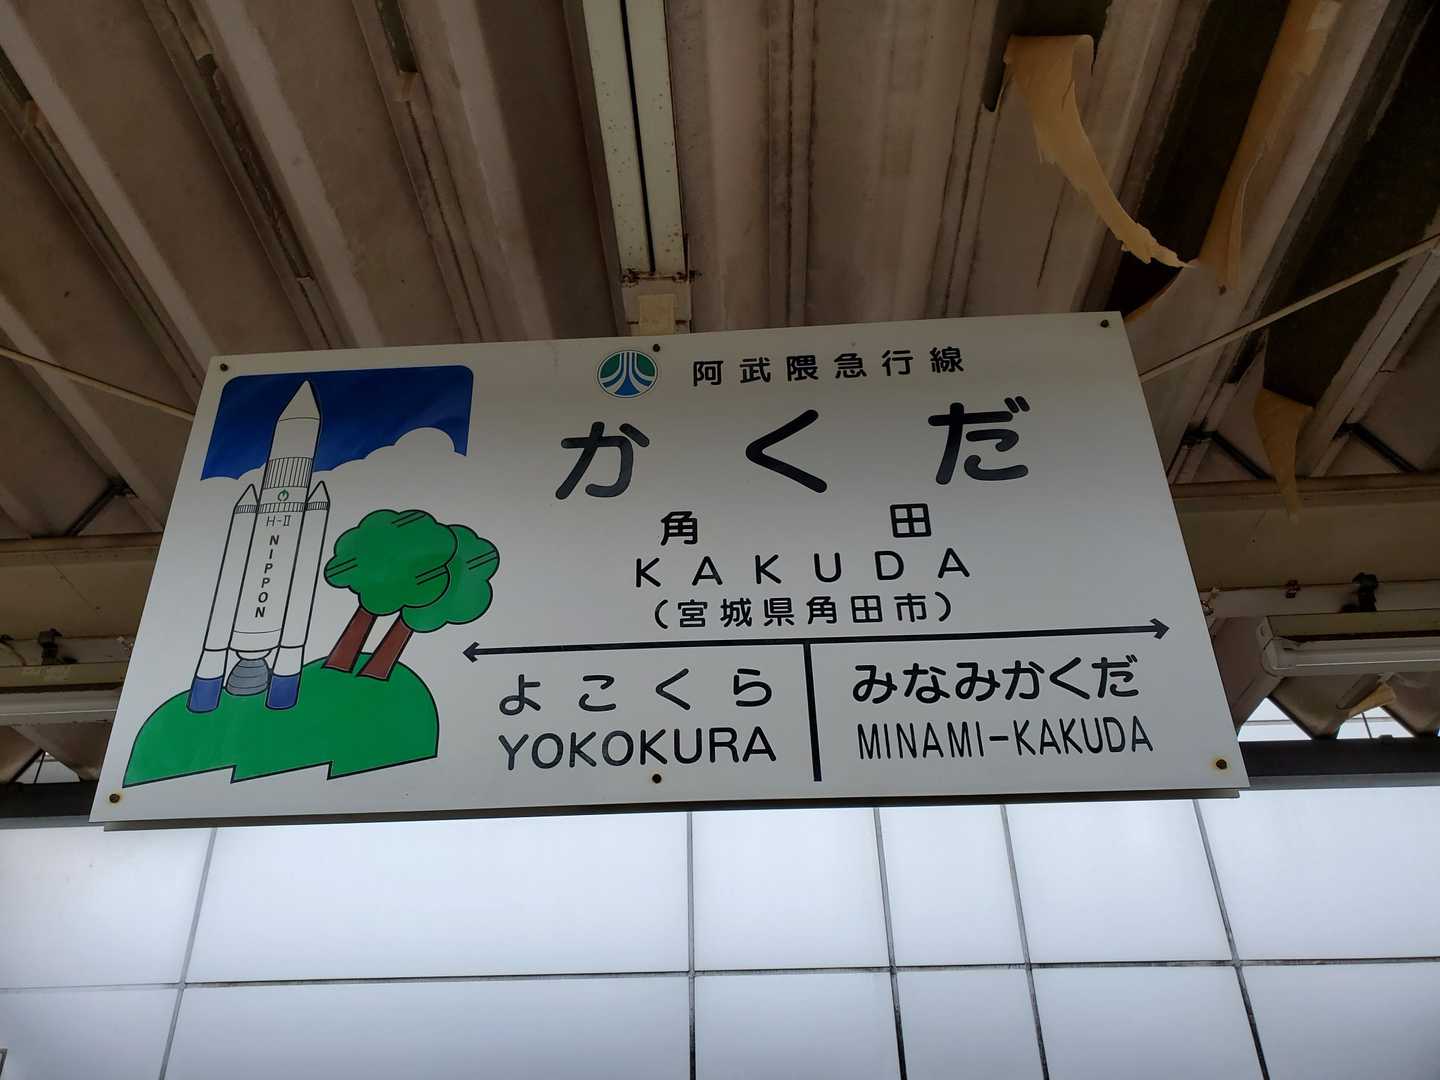 阿武隈急行線
かくだ
角田
KAKUDA
(宮城県角田市)
よこくら
みなみかくだ
YOKOKURA
MINAMI-KAKUDA
H-II
NIPPON